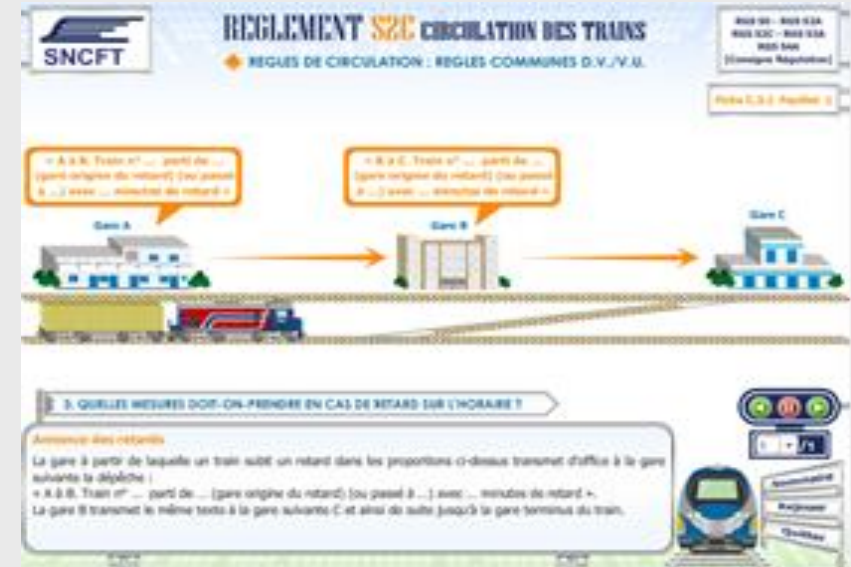 SNCFT
REGLEMENT S2C CIRCULATION DES TRAINS
REGLES DE CIRCULATION : REGLES COMMUNES D.V./V.U.
[Consigne Régulation]
« A à B. Train n° ... parti de ...
(gare origine du retard) (ou passé
à ...) avec ... minutes de retard »
« B à C. Train n° ... parti de ...
(gare origine du retard) (ou passé
à ...) avec ... minutes de retard »
Gare A
Gare B
Gare C
3. QUELLES MESURES DOIT-ON-PRENDRE EN CAS DE RETARD SUR L'HORAIRE ?
Annonce des retards
La gare à partir de laquelle un train subit un retard dans les proportions ci-dessus transmet d'office à la gare
suivante la dépêche :
« A à B. Train n° ... parti de ... (gare origine du retard) (ou passé à ...) avec ... minutes de retard ».
La gare B transmet le même texte à la gare suivante C et ainsi de suite jusqu'à la gare terminus du train.
Sommaire
Quitter